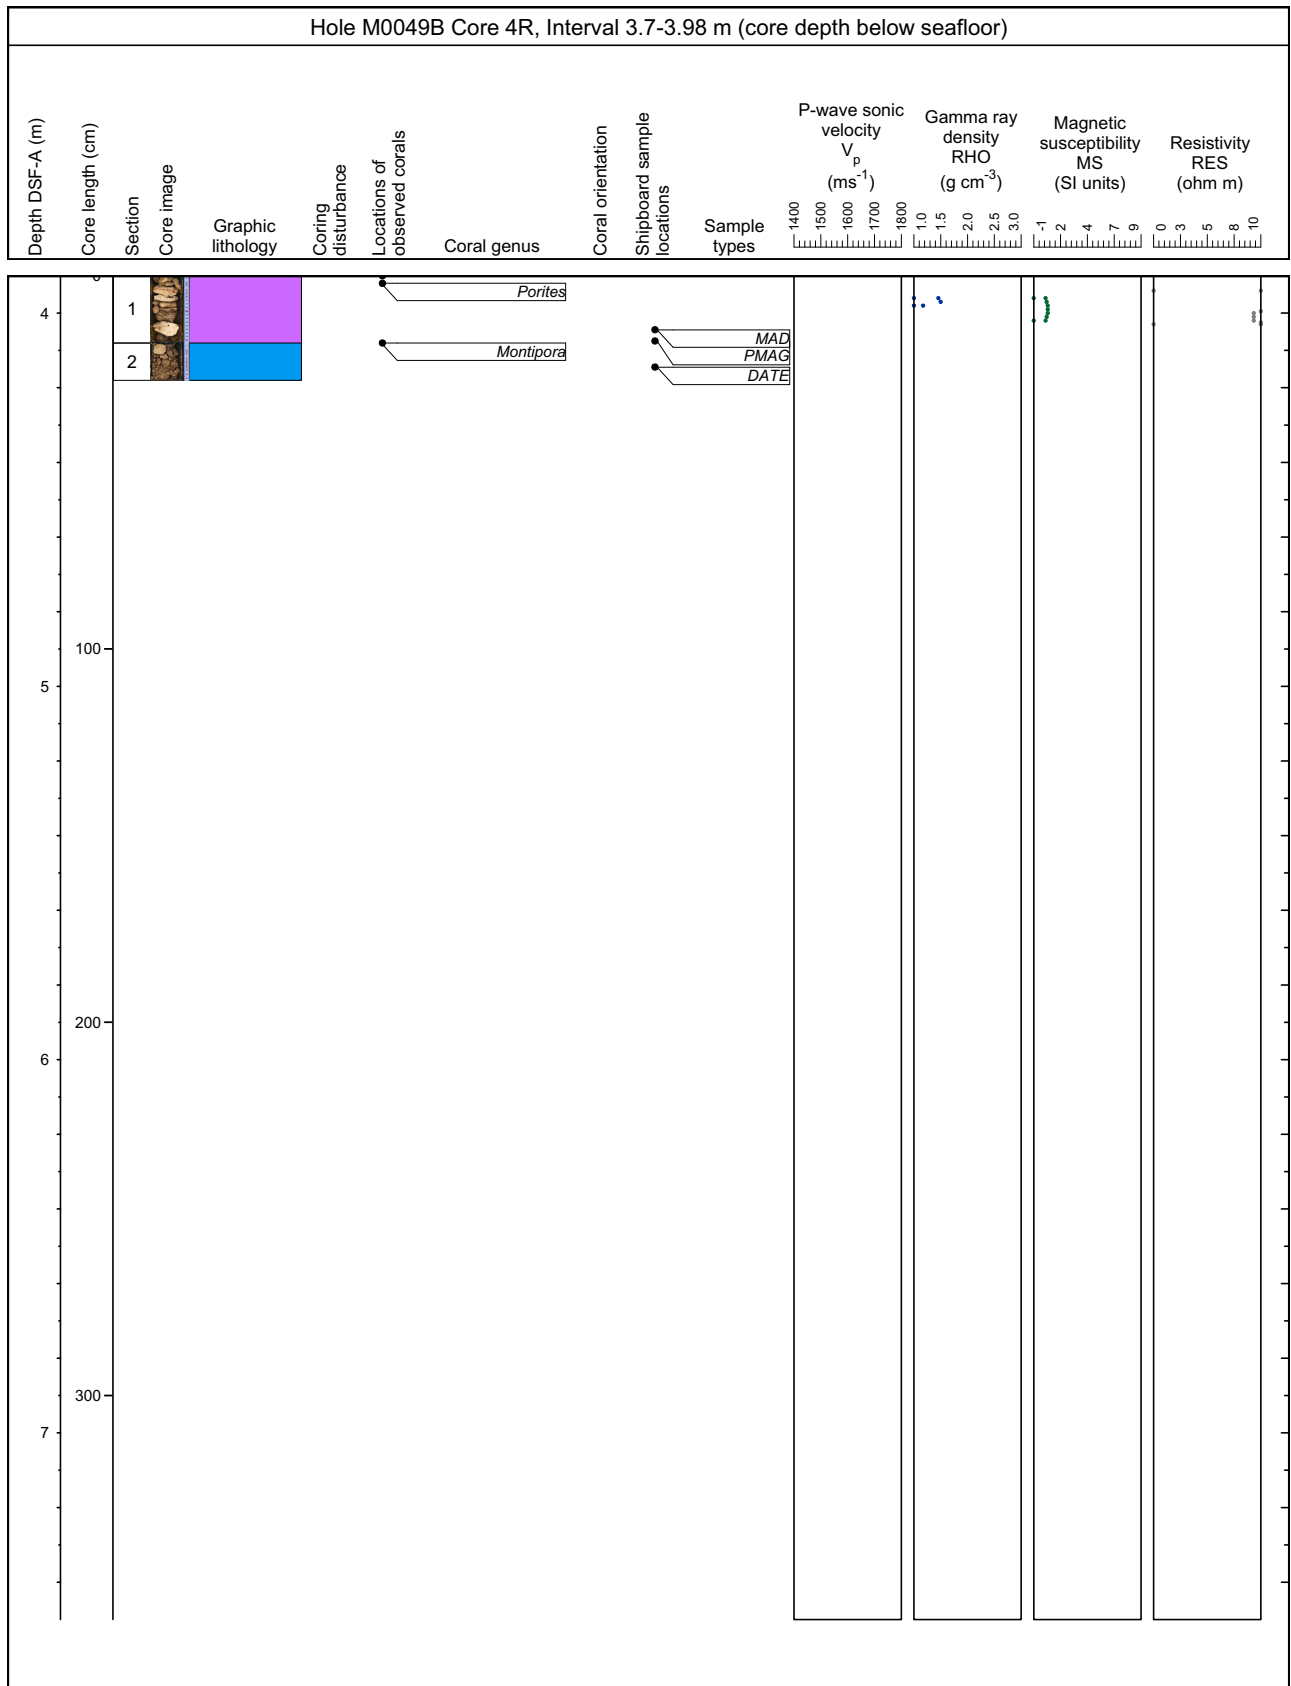 Hole M0049B Core 4R, Interval 3.7-3.98 m (core depth below seafloor)
Depth DSF-A (m)
Core length (cm)
Section
Core image
Graphic
lithology
Coring
disturbance
Locations of
observed corals
Coral genus
Coral orientation
Shipboard sample
locations
Sample
types
P-wave sonic
velocity
Vp
(ms-1)
1400 1500 1600 1700 1800
Gamma ray
density
RHO
(g cm-3)
1.0 1.5 2.0 2.5 3.0
Magnetic
susceptibility
MS
(SI units)
-1 2 4 7 9
Resistivity
RES
(ohm m)
0 3 5 8 10
0
Porites
1
4
MAD
Montipora
PMAG
2
DATE
100
5
200
6
300
7